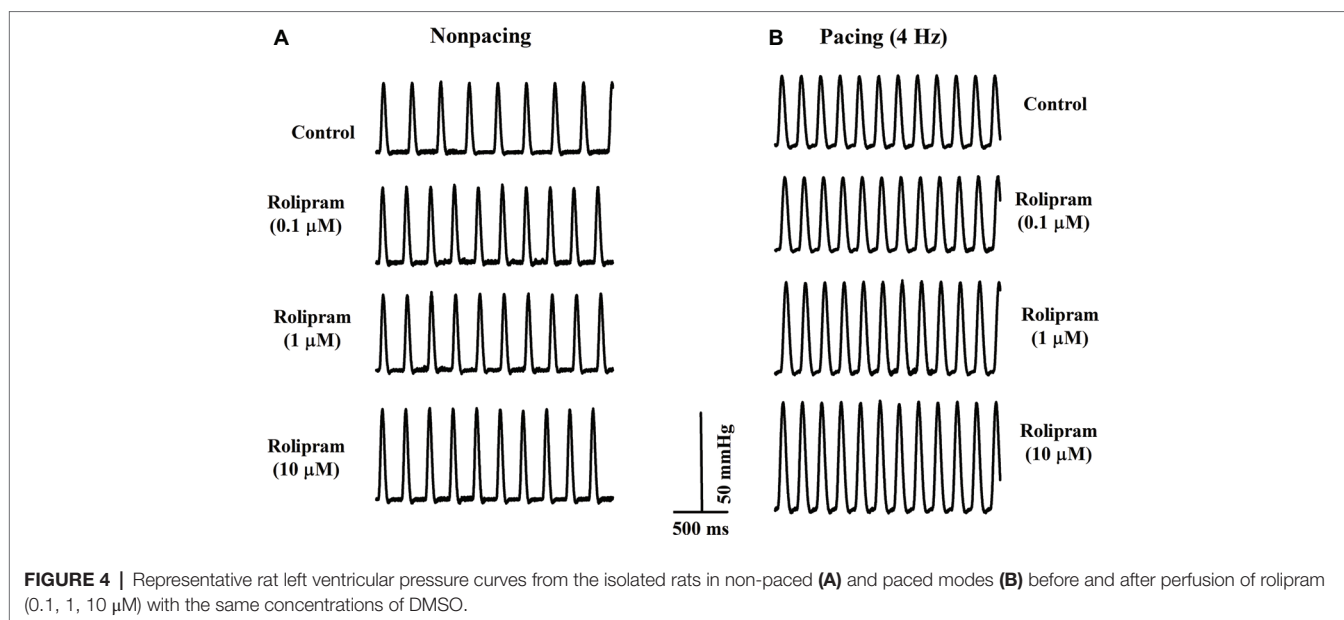 A
Nonpacing
Control
Rolipram
(0.1 μM)
Rolipram
(1 μM)
Rolipram
(10 μM)
50 mmHg
500 ms
B
Pacing (4 Hz)
Control
Rolipram
(0.1 μM)
Rolipram
(1 μM)
Rolipram
(10 μM)
FIGURE 4 | Representative rat left ventricular pressure curves from the isolated rats in non-paced (A) and paced modes (B) before and after perfusion of rolipram
(0.1, 1, 10 μM) with the same concentrations of DMSO.